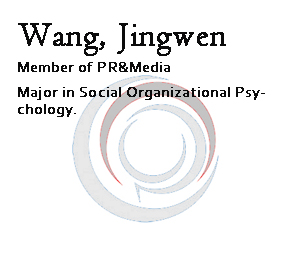 Wang, Jingwen
Member of PR&Media
Major in Social Organizational Psy-
chology.